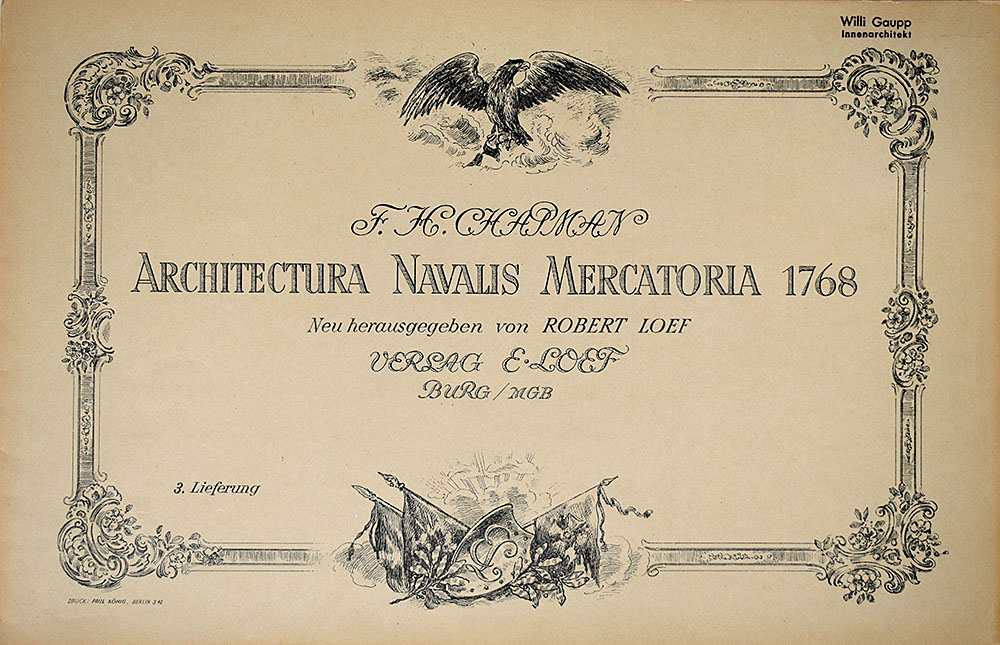 Willi Gaupp
Innenarchitekt
F. H. CHAPMAN
ARCHITECTURA NAVALIS MERCATORIA 1768
Neu herausgegeben von ROBERT LOEF
VERLAG E·LOEF
BURG / MGB
3. Lieferung
DRUCK: PAUL KÖNIG, BERLIN S 42